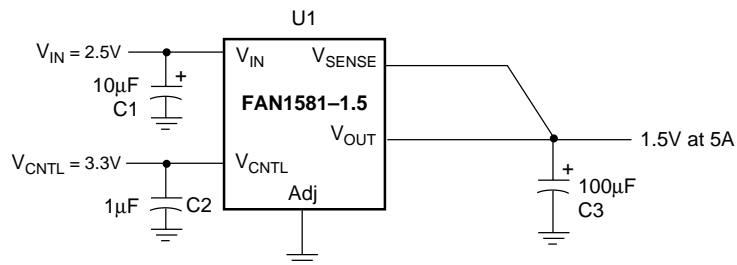 U1
V_IN = 2.5V
V_IN
V_SENSE
10µF
+
C1
FAN1581–1.5
V_OUT
1.5V at 5A
V_CNTL = 3.3V
V_CNTL
+
1µF
C2
Adj
100µF
C3